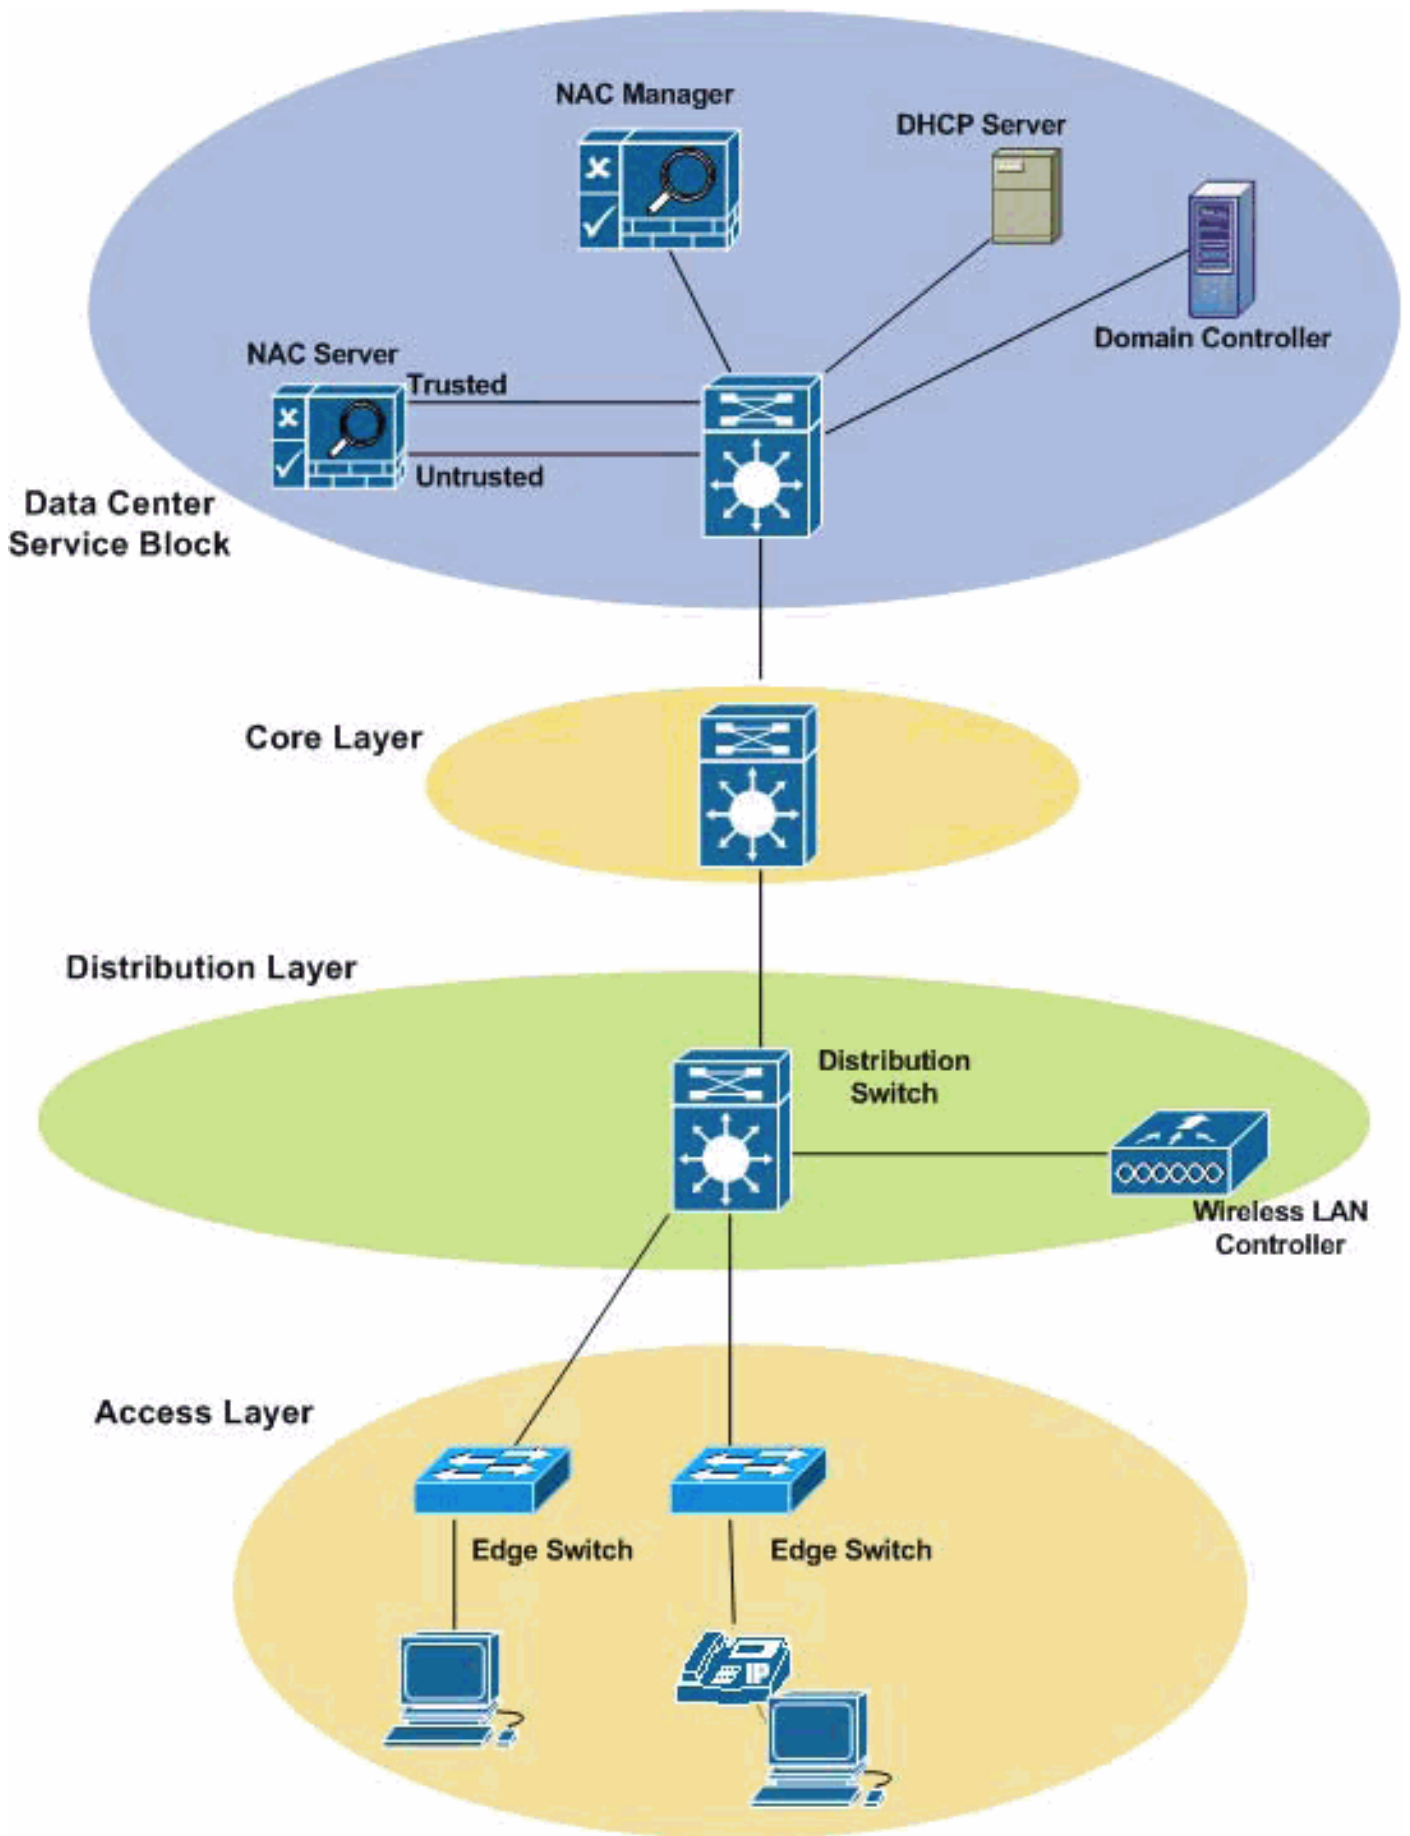 NAC Manager
DHCP Server
Domain Controller
NAC Server
Trusted
Untrusted
Data Center
Service Block
Core Layer
Distribution Layer
Distribution
Switch
Wireless LAN
Controller
Access Layer
Edge Switch
Edge Switch
IP